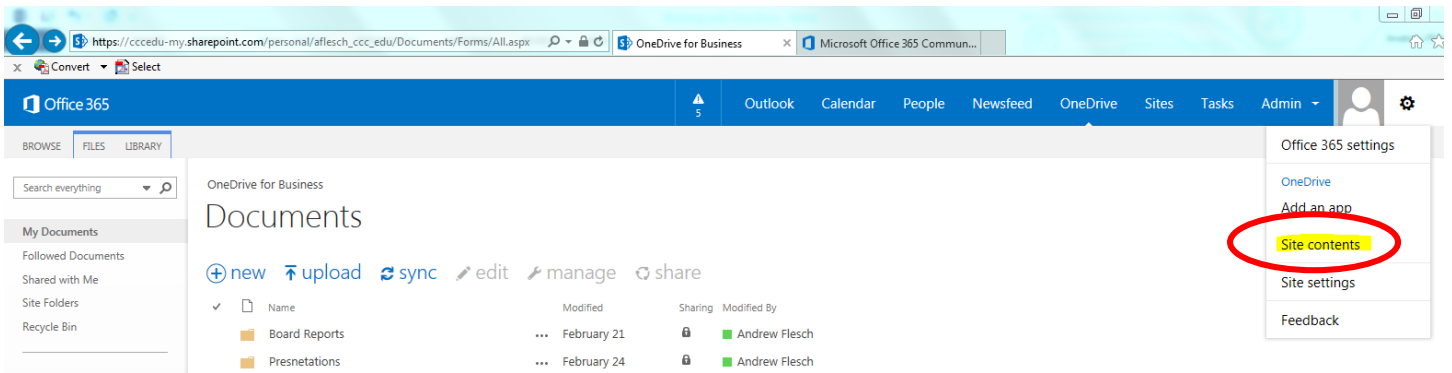 https://cccedu-my.sharepoint.com/personal/aflesch_ccc_edu/Documents/Forms/All.aspx
OneDrive for Business
Microsoft Office 365 Commun...
x Convert Select
Office 365
5
Outlook Calendar People Newsfeed OneDrive Sites Tasks Admin
BROWSE FILES LIBRARY
Office 365 settings
OneDrive
Add an app
Site contents
Site settings
Feedback
Search everything
My Documents
Followed Documents
Shared with Me
Site Folders
Recycle Bin
OneDrive for Business
Documents
new upload sync edit manage share
Name Modified Sharing Modified By
Board Reports ... February 21 Andrew Flesch
Presnetations ... February 24 Andrew Flesch